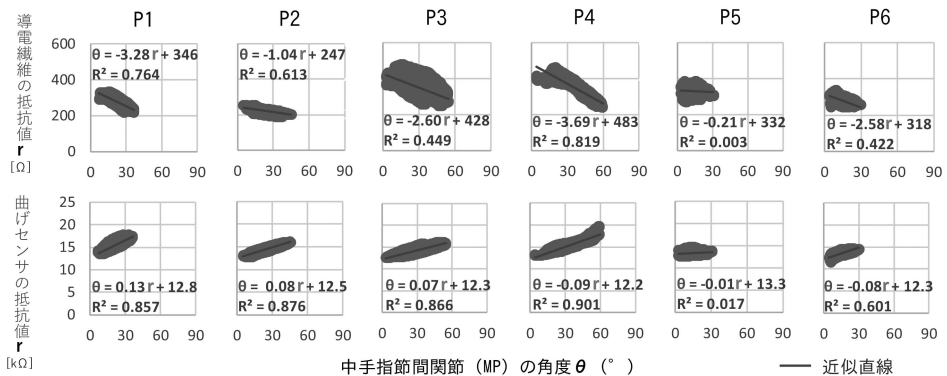 P1 P2 P3 P4 P5 P6
導電繊維の抵抗値 r [Ω]
600
400
200
0
θ = -3.28 r + 346
R² = 0.764
0 30 60 90
θ = -1.04 r + 247
R² = 0.613
0 30 60 90
θ = -2.60 r + 428
R² = 0.449
0 30 60 90
θ = -3.69 r + 483
R² = 0.819
0 30 60 90
θ = -0.21 r + 332
R² = 0.003
0 30 60 90
θ = -2.58 r + 318
R² = 0.422
0 30 60 90
曲げセンサの抵抗値 r [kΩ]
25
20
15
10
5
0
θ = 0.13 r + 12.8
R² = 0.857
0 30 60 90
θ = 0.08 r + 12.5
R² = 0.876
0 30 60 90
θ = 0.07 r + 12.3
R² = 0.866
0 30 60 90
θ = -0.09 r + 12.2
R² = 0.901
0 30 60 90
θ = -0.01 r + 13.3
R² = 0.017
0 30 60 90
θ = -0.08 r + 12.3
R² = 0.601
0 30 60 90
中手指節間関節（MP）の角度 θ（°）
近似直線